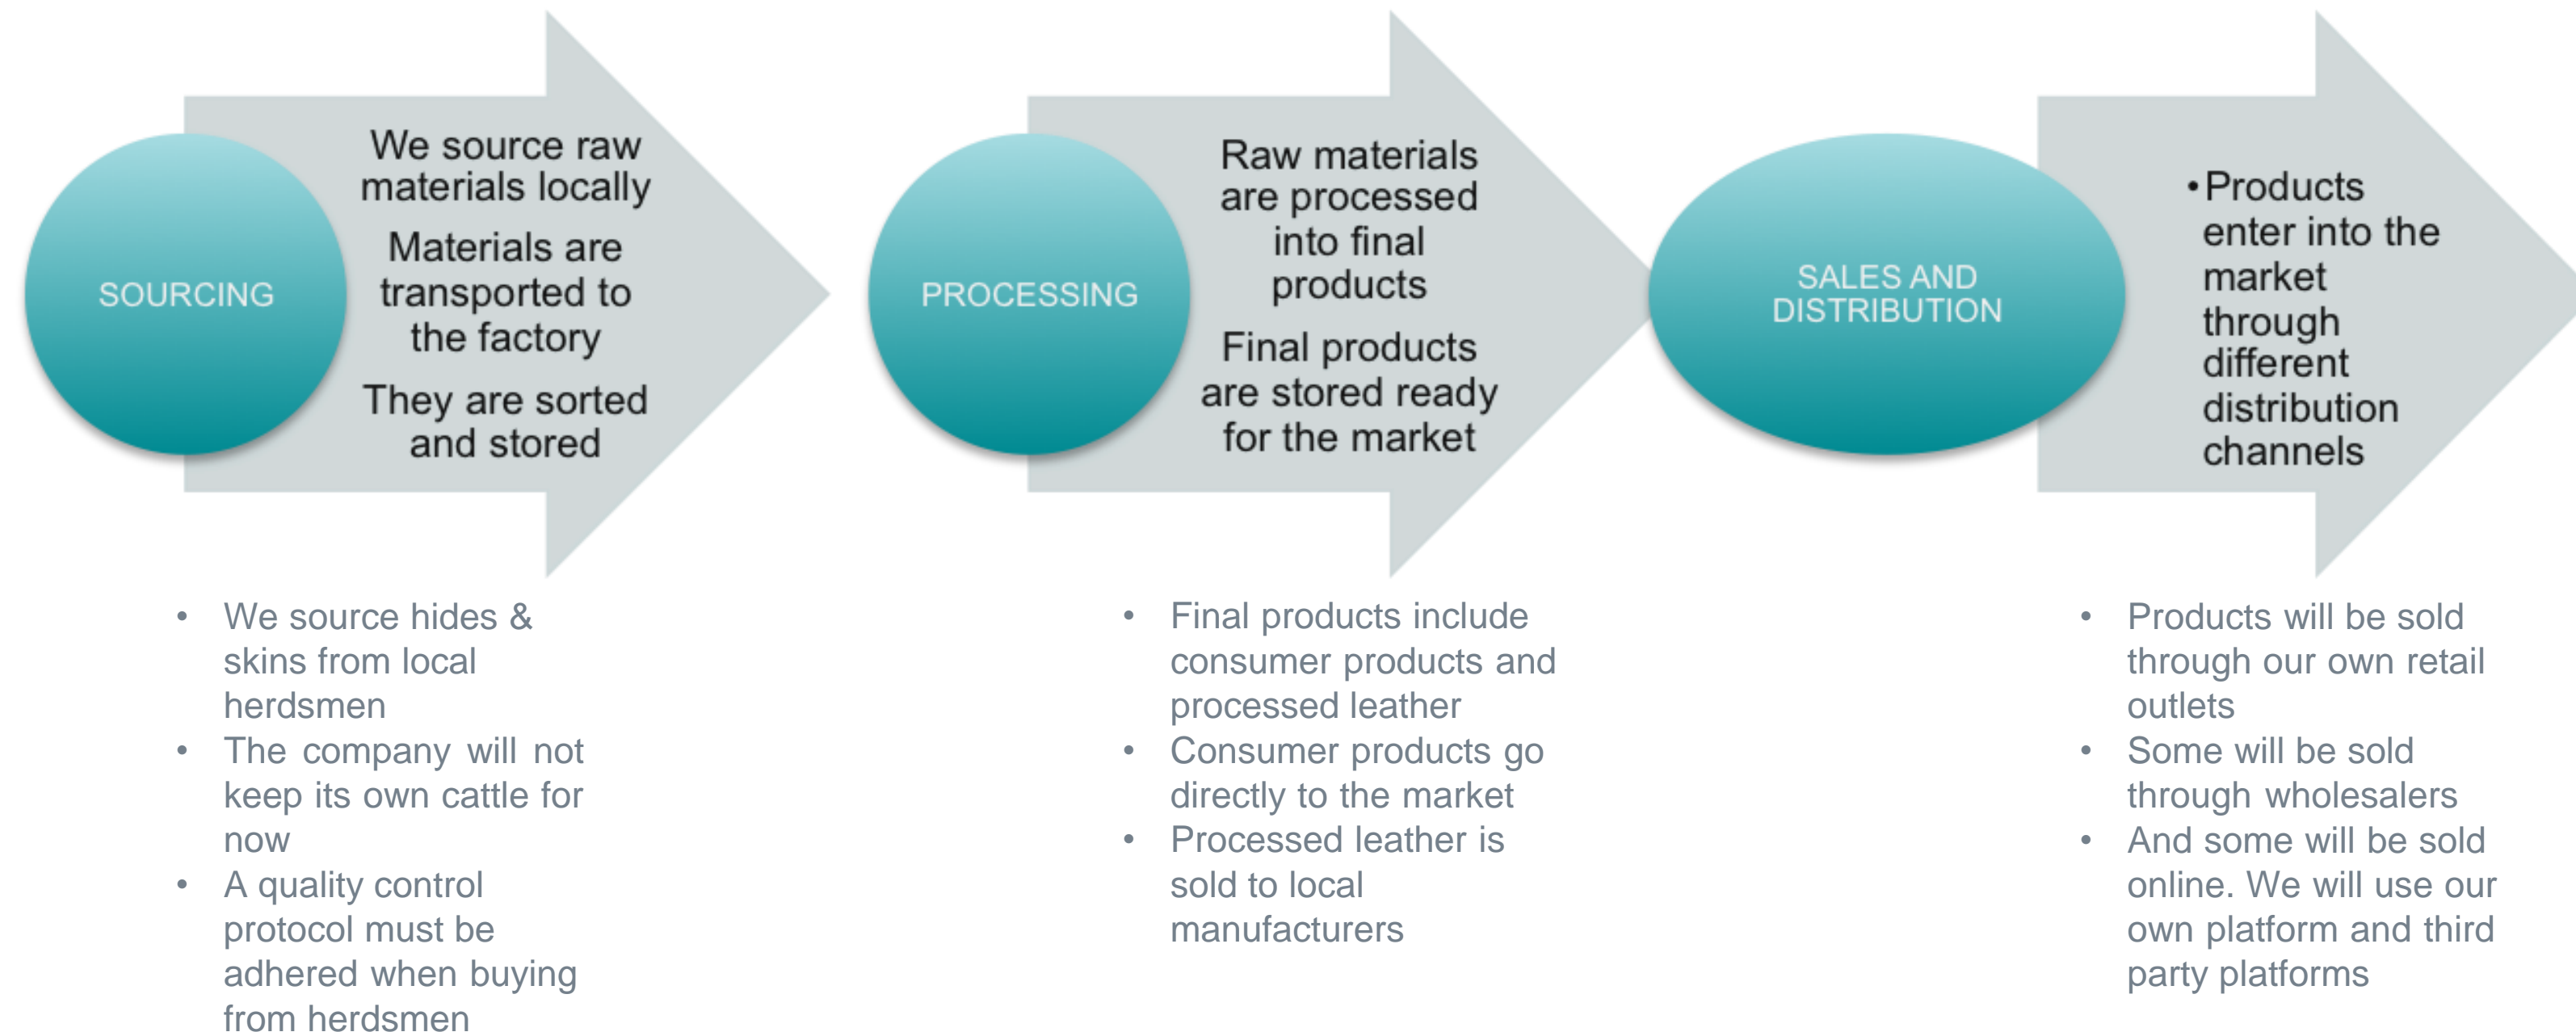 SOURCING
We source raw
materials locally
Materials are
transported to
the factory
They are sorted
and stored
PROCESSING
Raw materials
are processed
into final
products
Final products
are stored ready
for the market
SALES AND
DISTRIBUTION
•Products
enter into the
market
through
different
distribution
channels
• We source hides &
skins from local
herdsmen
• The company will not
keep its own cattle for
now
• A quality control
protocol must be
adhered when buying
from herdsmen
• Final products include
consumer products and
processed leather
• Consumer products go
directly to the market
• Processed leather is
sold to local
manufacturers
• Products will be sold
through our own retail
outlets
• Some will be sold
through wholesalers
• And some will be sold
online. We will use our
own platform and third
party platforms